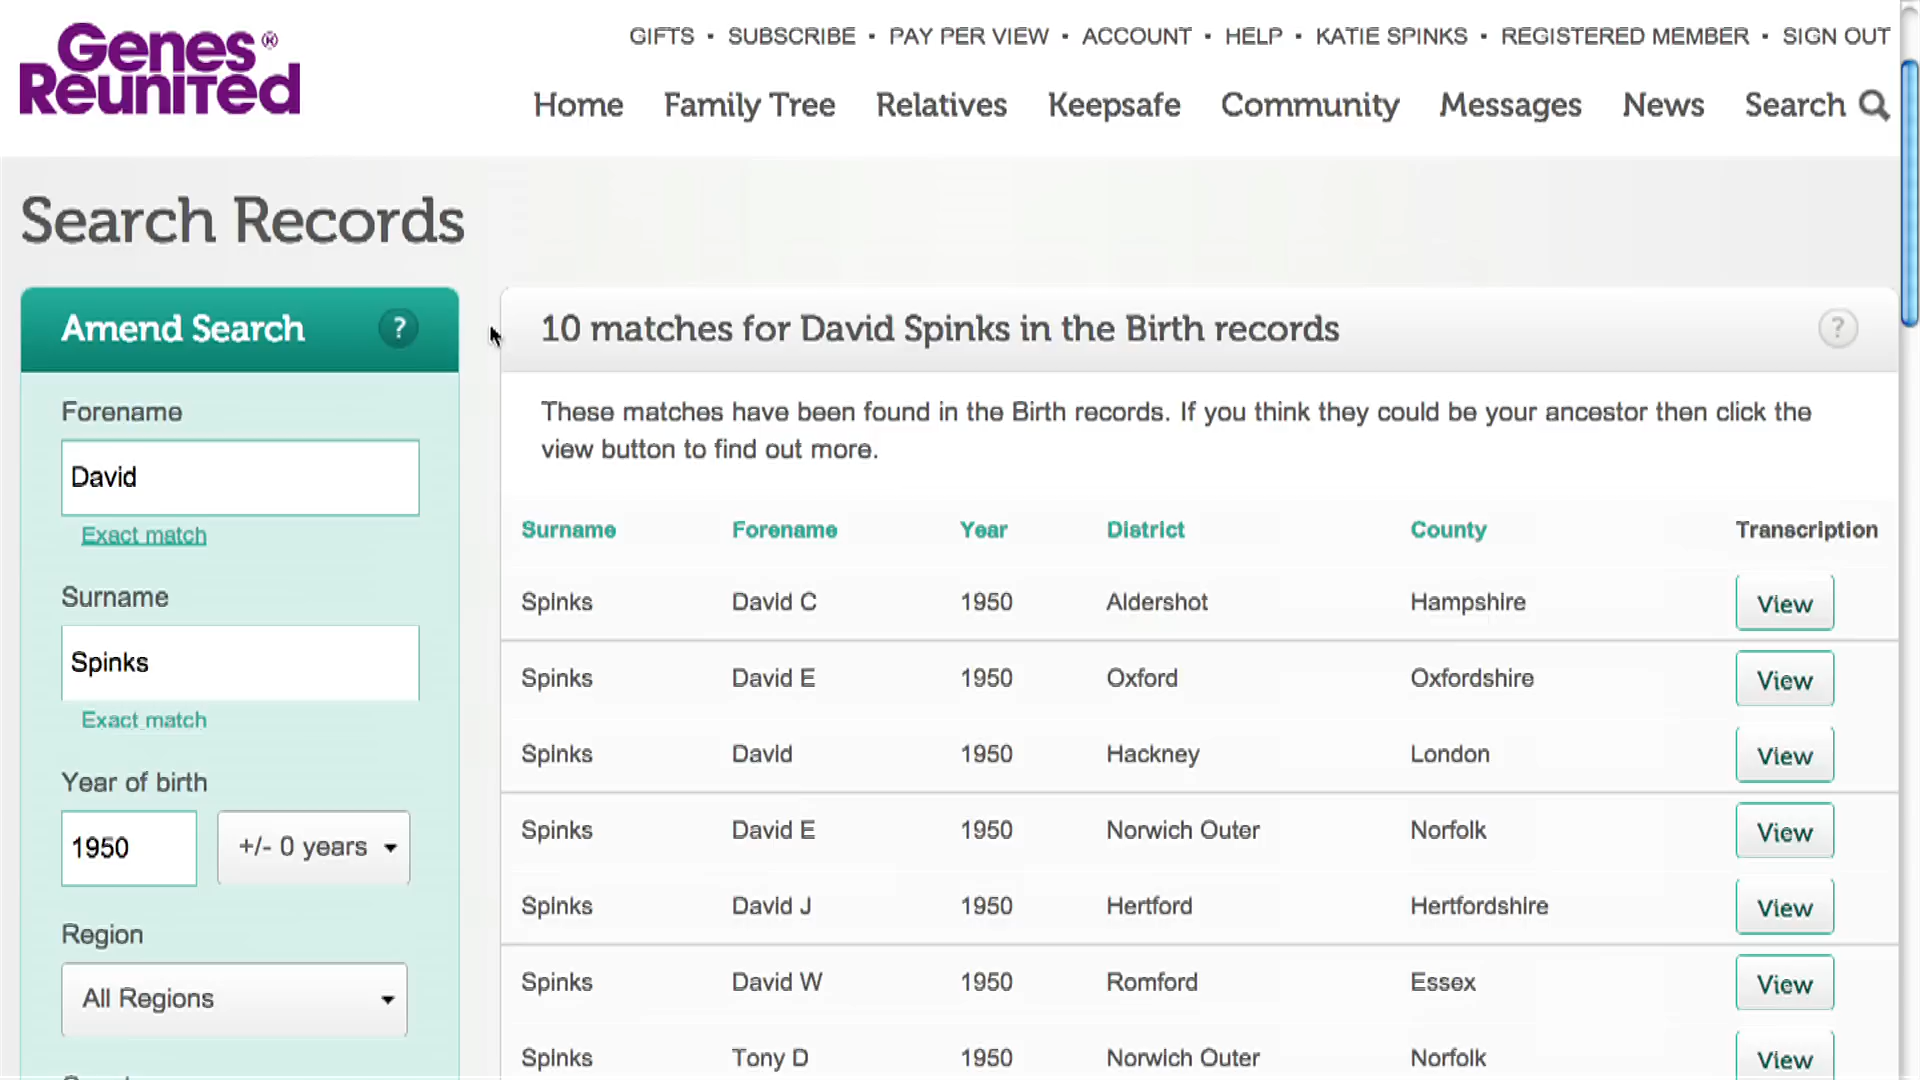 Genes®
Reunited
GIFTS • SUBSCRIBE • PAY PER VIEW • ACCOUNT • HELP • KATIE SPINKS • REGISTERED MEMBER • SIGN OUT
Home Family Tree Relatives Keepsafe Community Messages News Search
Search Records
Amend Search ?
Forename
David
Exact match
Surname
Spinks
Exact match
Year of birth
1950 +/- 0 years
Region
All Regions
10 matches for David Spinks in the Birth records ?
These matches have been found in the Birth records. If you think they could be your ancestor then click the
view button to find out more.
Surname Forename Year District County Transcription
Spinks David C 1950 Aldershot Hampshire View
Spinks David E 1950 Oxford Oxfordshire View
Spinks David 1950 Hackney London View
Spinks David E 1950 Norwich Outer Norfolk View
Spinks David J 1950 Hertford Hertfordshire View
Spinks David W 1950 Romford Essex View
Spinks Tony D 1950 Norwich Outer Norfolk View